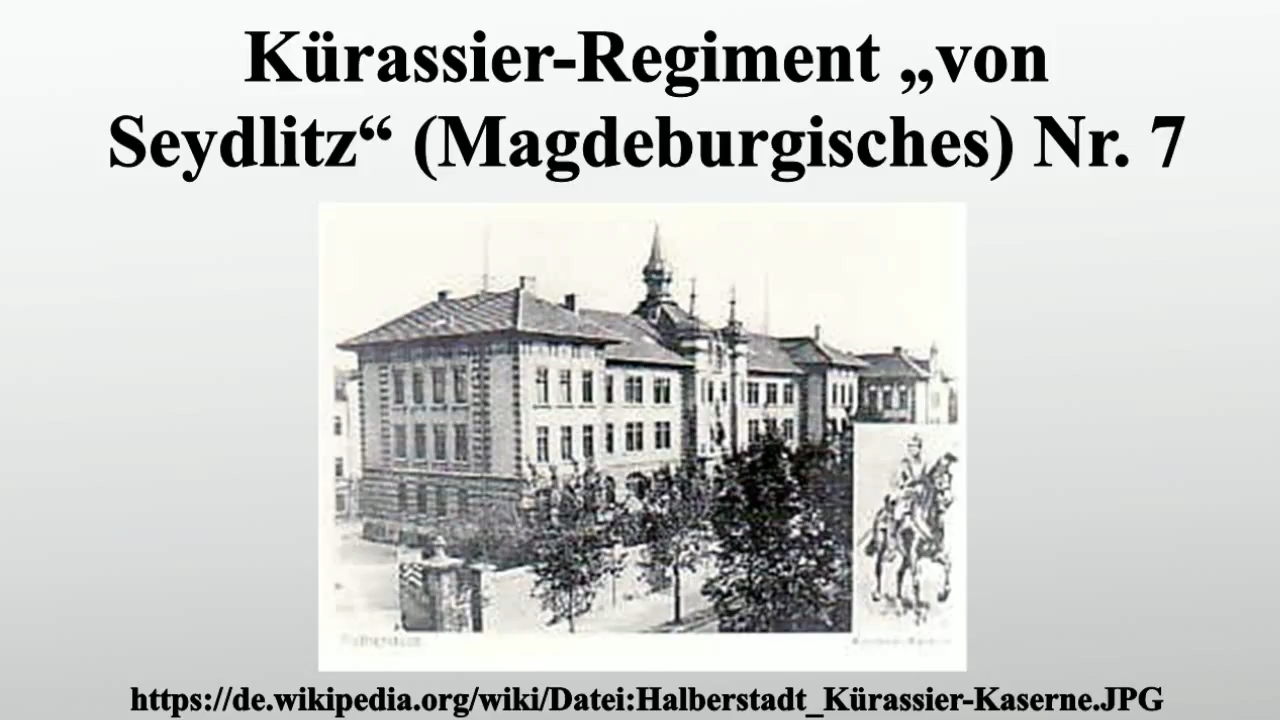 Kürassier-Regiment „von
Seydlitz“ (Magdeburgisches) Nr. 7
https://de.wikipedia.org/wiki/Datei:Halberstadt_Kürassier-Kaserne.JPG